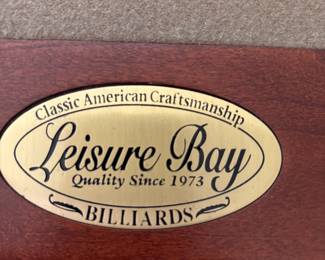 Classic American Craftsmanship
Leisure Bay
Quality Since 1973
BILLIARDS